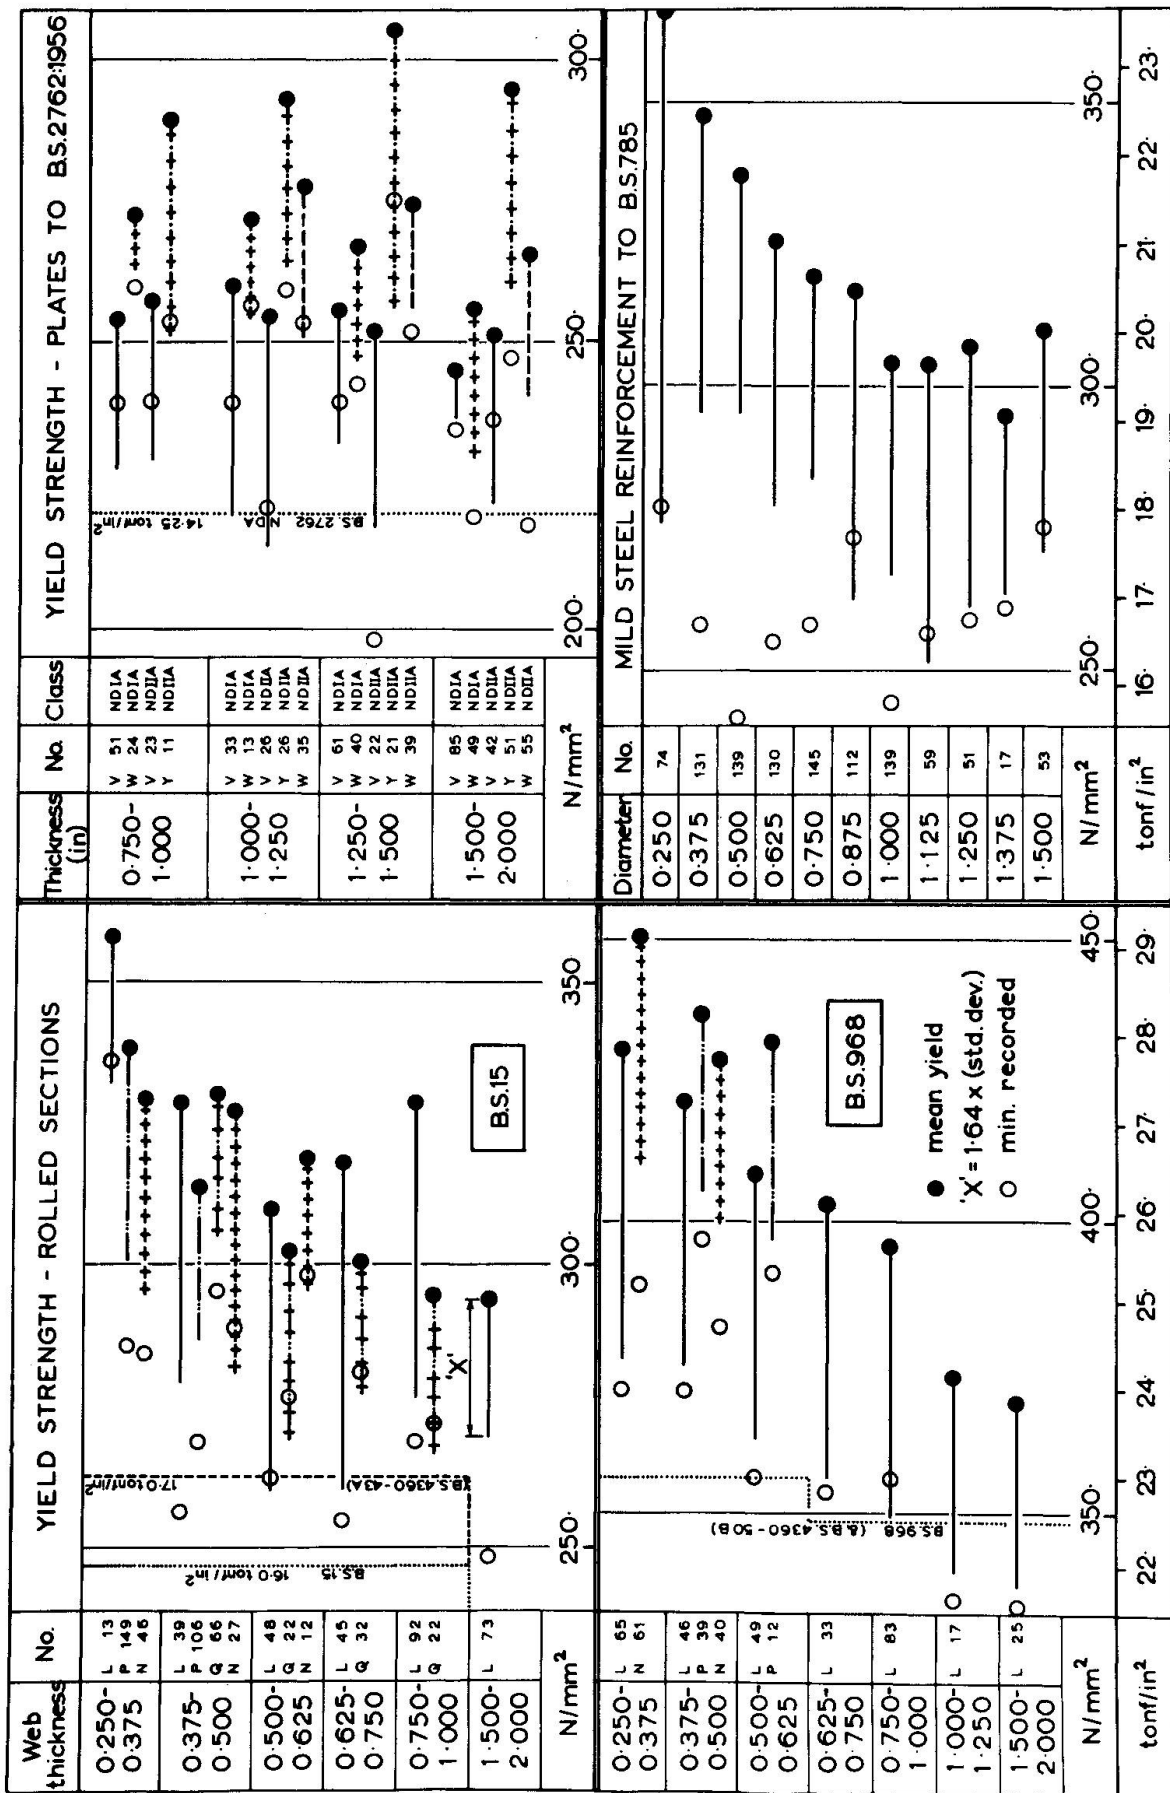 Web thickness No. YIELD STRENGTH - ROLLED SECTIONS
0·250- 0·375
L 13
P 149
N 46
0·375- 0·500
L 39
P 106
Q 66
N 27
0·500- 0·625
L 48
Q 22
N 12
0·625- 0·750
L 45
Q 32
0·750- 1·000
L 92
Q 22
1·500- 2·000
L 73
B.S.15 16·0 tonf/in²
17·0 tonf/in² (B.S.4360-43A)
'X'
B.S.15
N/mm² 250· 300· 350·
Thickness (in) No. Class YIELD STRENGTH - PLATES TO B.S.2762:1956
0·750- 1·000
V 51 NDIA
W 24 NDIA
V 23 NDIIA
Y 11 NDIIA
1·000- 1·250
V 33 NDIA
W 13 NDIA
V 26 NDIIA
Y 26 NDIIA
W 35 NDIIA
1·250- 1·500
V 61 NDIA
W 40 NDIA
V 22 NDIIA
Y 21 NDIIA
W 39 NDIIA
1·500- 2·000
V 85 NDIA
W 49 NDIA
V 42 NDIIA
Y 51 NDIIA
W 55 NDIIA
B.S.2762 NDA 14·25 tonf/in²
N/mm² 200· 250· 300·
0·250- 0·375
L 65
N 61
0·375- 0·500
L 46
P 39
N 40
0·500- 0·625
L 49
P 12
0·625- 0·750
L 33
0·750- 1·000
L 83
1·000- 1·250
L 17
1·500- 2·000
L 25
B.S.968
(& B.S.4360-50B)
B.S.968
mean yield
'X' = 1·64 x (std. dev.)
min. recorded
N/mm² 350· 400· 450·
tonf/in² 22· 23· 24· 25· 26· 27· 28· 29·
Diameter No. MILD STEEL REINFORCEMENT TO B.S.785
0·250 74
0·375 131
0·500 139
0·625 130
0·750 145
0·875 112
1·000 139
1·125 59
1·250 51
1·375 17
1·500 53
N/mm² 250· 300· 350·
tonf/in² 16· 17· 18· 19· 20· 21· 22· 23·